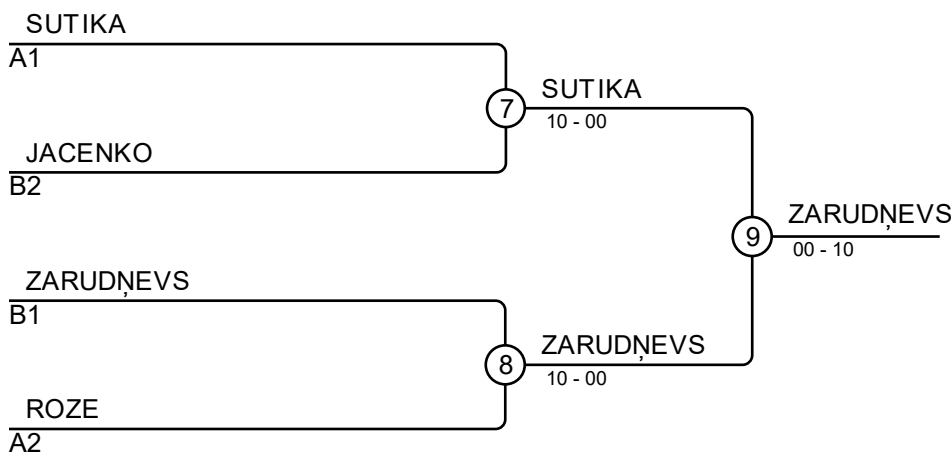 SUTIKA
A1
7
SUTIKA
10 - 00
JACENKO
B2
9
ZARUDŅEVS
00 - 10
ZARUDŅEVS
B1
8
ZARUDŅEVS
10 - 00
ROZE
A2